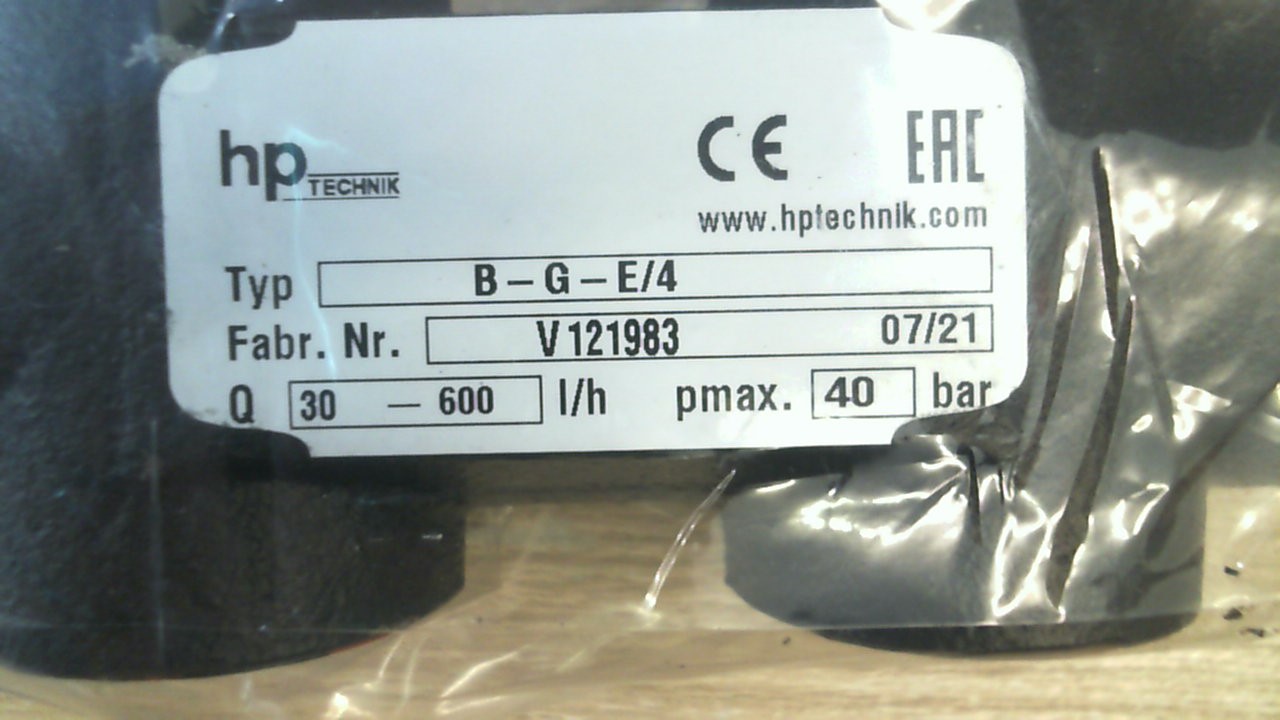 hp TECHNIK CE EAC
www.hptechnik.com
Typ B – G – E/4
Fabr. Nr. V 121983 07/21
Q 30 — 600 l/h pmax. 40 bar